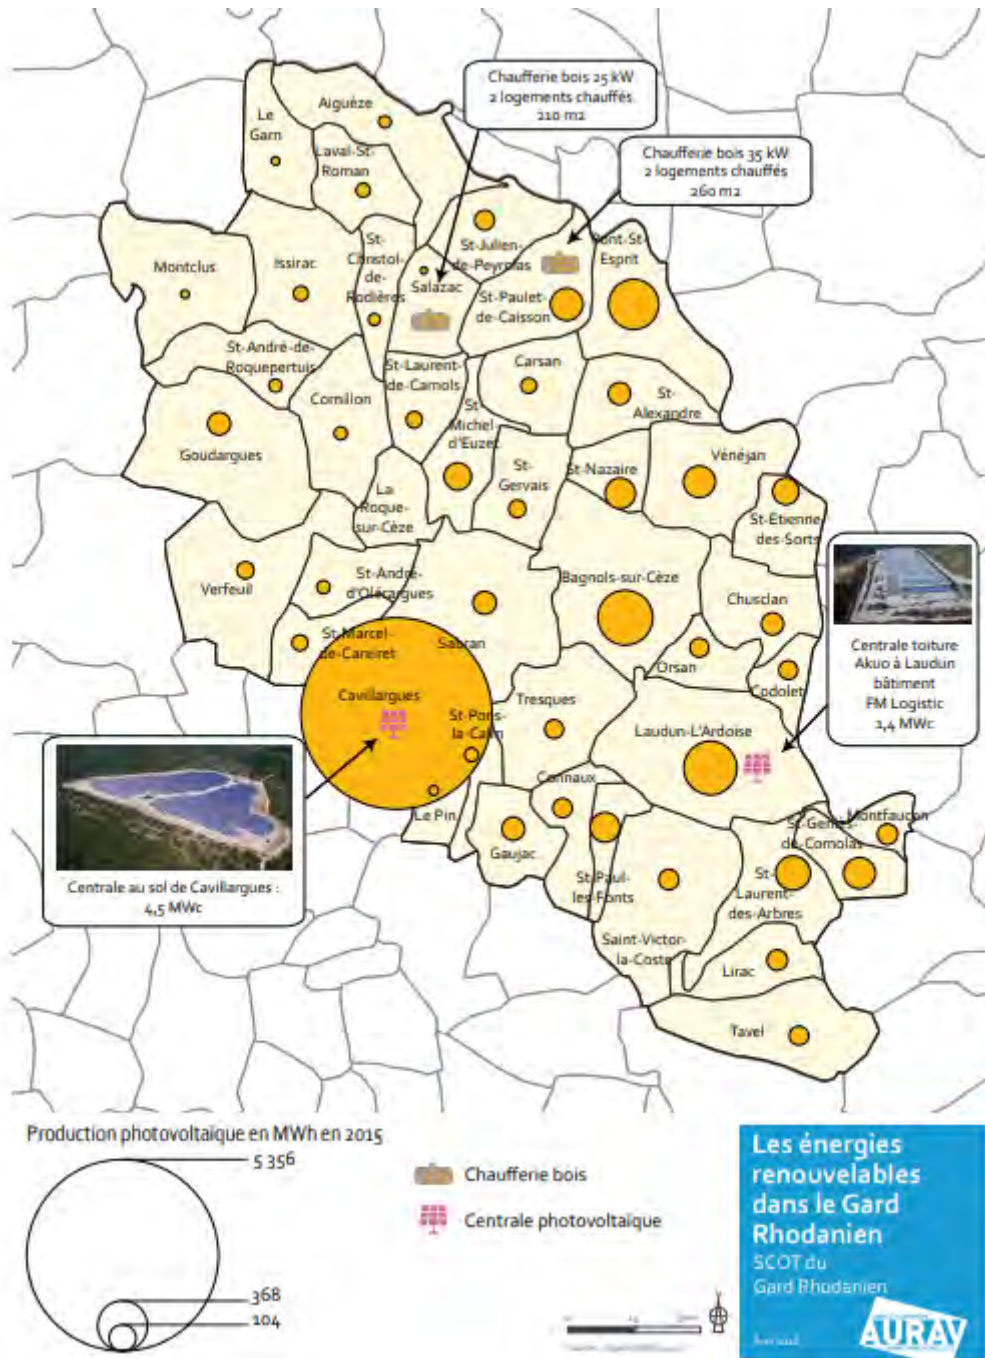 Chaufferie bois 25 kW
2 logements chauffés
210 m2
Chaufferie bois 35 kW
2 logements chauffés
260 m2
Aiguèze
Le
Garn
Laval-St-
Roman
St-
Christol-
de-
Rodières
St-Julien-
de-Peyrolas
Pont-St-
Esprit
Montclus
Issirac
Salazac
St-Paulet-
de-Caisson
St-André-de-
Roquepertuis
St-Laurent-
de-Carnols
Carsan
Cornillon
St-
Michel-
d'Euzet
St-
Alexandre
Goudargues
St-
Gervais
St-Nazaire
Vénéjan
La
Roque-
sur-Cèze
St-Etienne-
des-Sorts
Verfeuil
St-André-
d'Olérargues
Bagnols-sur-Cèze
Chusclan
St-Marcel-
de-Careiret
Sabran
Orsan
Codolet
Centrale toiture
Akuo à Laudun
bâtiment
FM Logistic
1,4 MWc
Cavillargues
St-Pons-
la-Calm
Tresques
Laudun-L'Ardoise
Connaux
Le Pin
Gaujac
St-Paul-
les-Fonts
St-Geniès-
de-Comolas
Montfaucon
St-
Laurent-
des-Arbres
Centrale au sol de Cavillargues :
4,5 MWc
Saint-Victor-
la-Coste
Lirac
Tavel
Production photovoltaïque en MWh en 2015
5 356
368
104
Chaufferie bois
Centrale photovoltaïque
Les énergies
renouvelables
dans le Gard
Rhodanien
SCOT du
Gard Rhodanien
AURAV